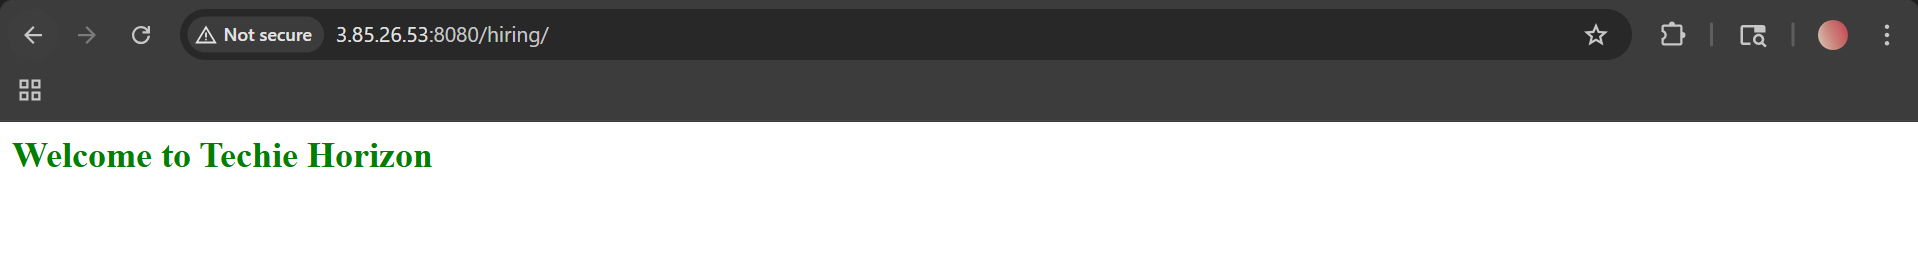 Not secure 3.85.26.53:8080/hiring/
Welcome to Techie Horizon